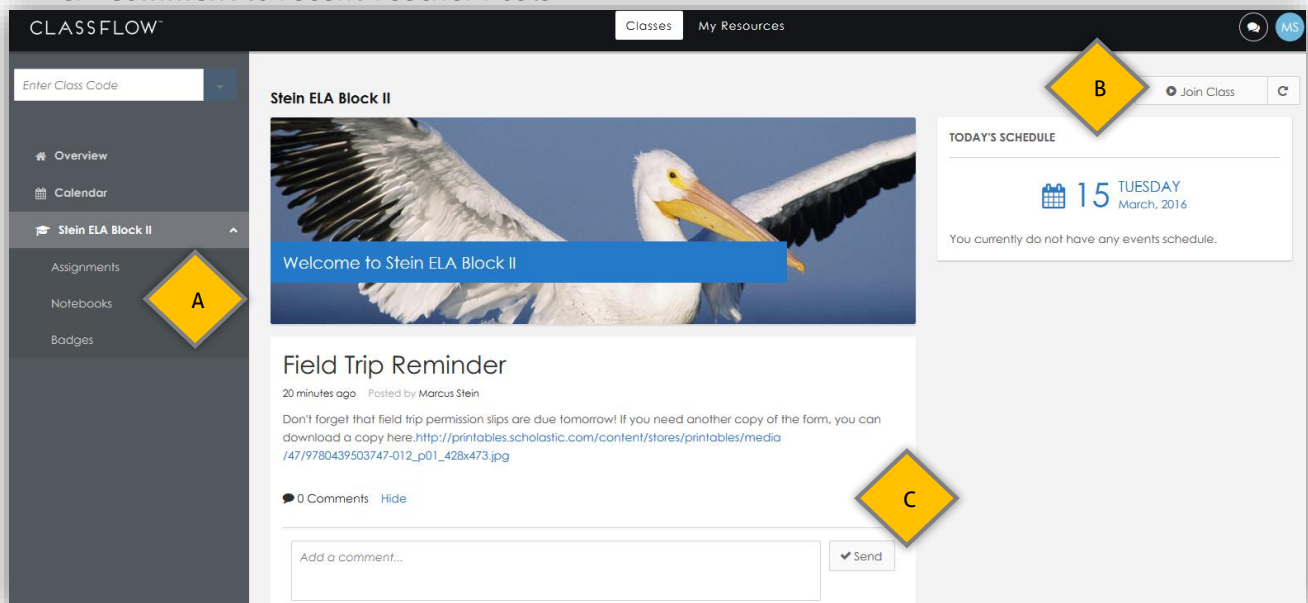 CLASSFLOW™
Classes
My Resources
MS
Enter Class Code
Overview
Calendar
Stein ELA Block II
Assignments
Notebooks
Badges
A
Stein ELA Block II
B
Join Class
Welcome to Stein ELA Block II
TODAY'S SCHEDULE
15
TUESDAY
March, 2016
You currently do not have any events schedule.
Field Trip Reminder
20 minutes ago Posted by Marcus Stein
Don't forget that field trip permission slips are due tomorrow! If you need another copy of the form, you can
download a copy here.http://printables.scholastic.com/content/stores/printables/media
/47/9780439503747-012_p01_428x473.jpg
0 Comments Hide
C
Add a comment...
Send